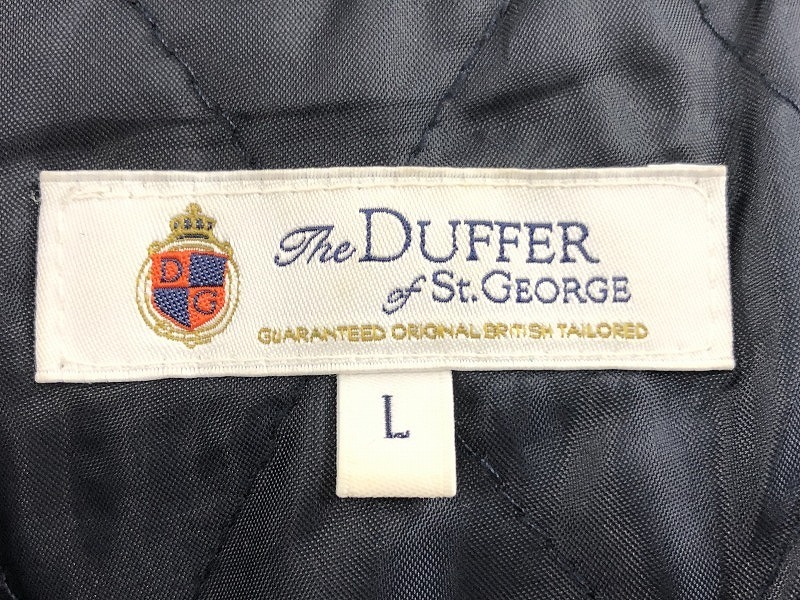 The DUFFER
of St. GEORGE
GUARANTEED ORIGINAL BRITISH TAILORED
D
G
L